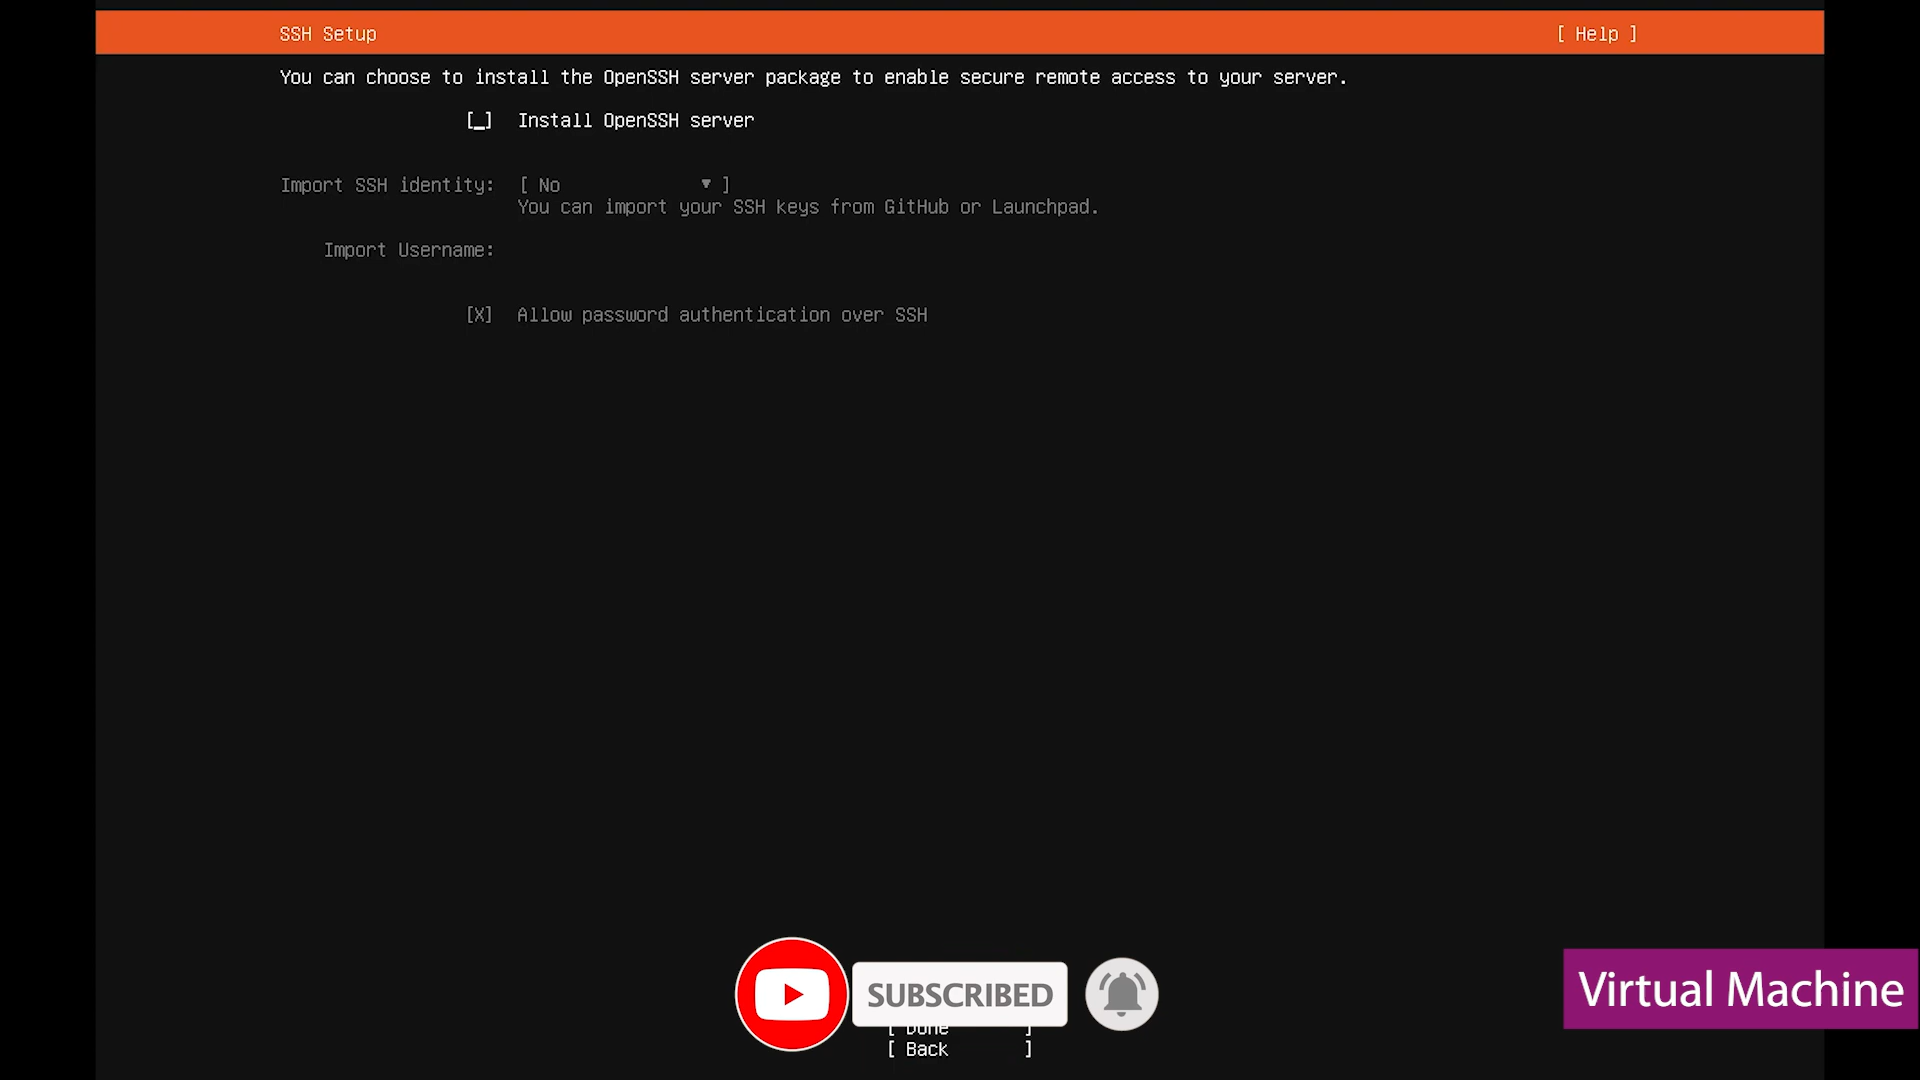 SSH Setup [ Help ]
You can choose to install the OpenSSH server package to enable secure remote access to your server.
[_] Install OpenSSH server
Import SSH identity: [ No ▼ ]
You can import your SSH keys from GitHub or Launchpad.
Import Username:
[X] Allow password authentication over SSH
SUBSCRIBED
Virtual Machine
[ Done ]
[ Back ]